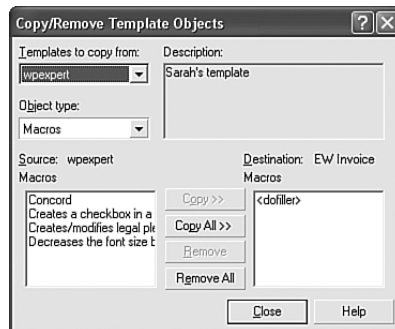 Copy/Remove Template Objects
Templates to copy from:
Description:
wpexpert
Sarah's template
Object type:
Macros
Source: wpexpert
Destination: EW Invoice
Macros
Macros
Concord
Creates a checkbox in a
Creates/modifies legal ple
Decreases the font size b
<dofiller>
Copy >>
Copy All >>
Remove
Remove All
Close
Help